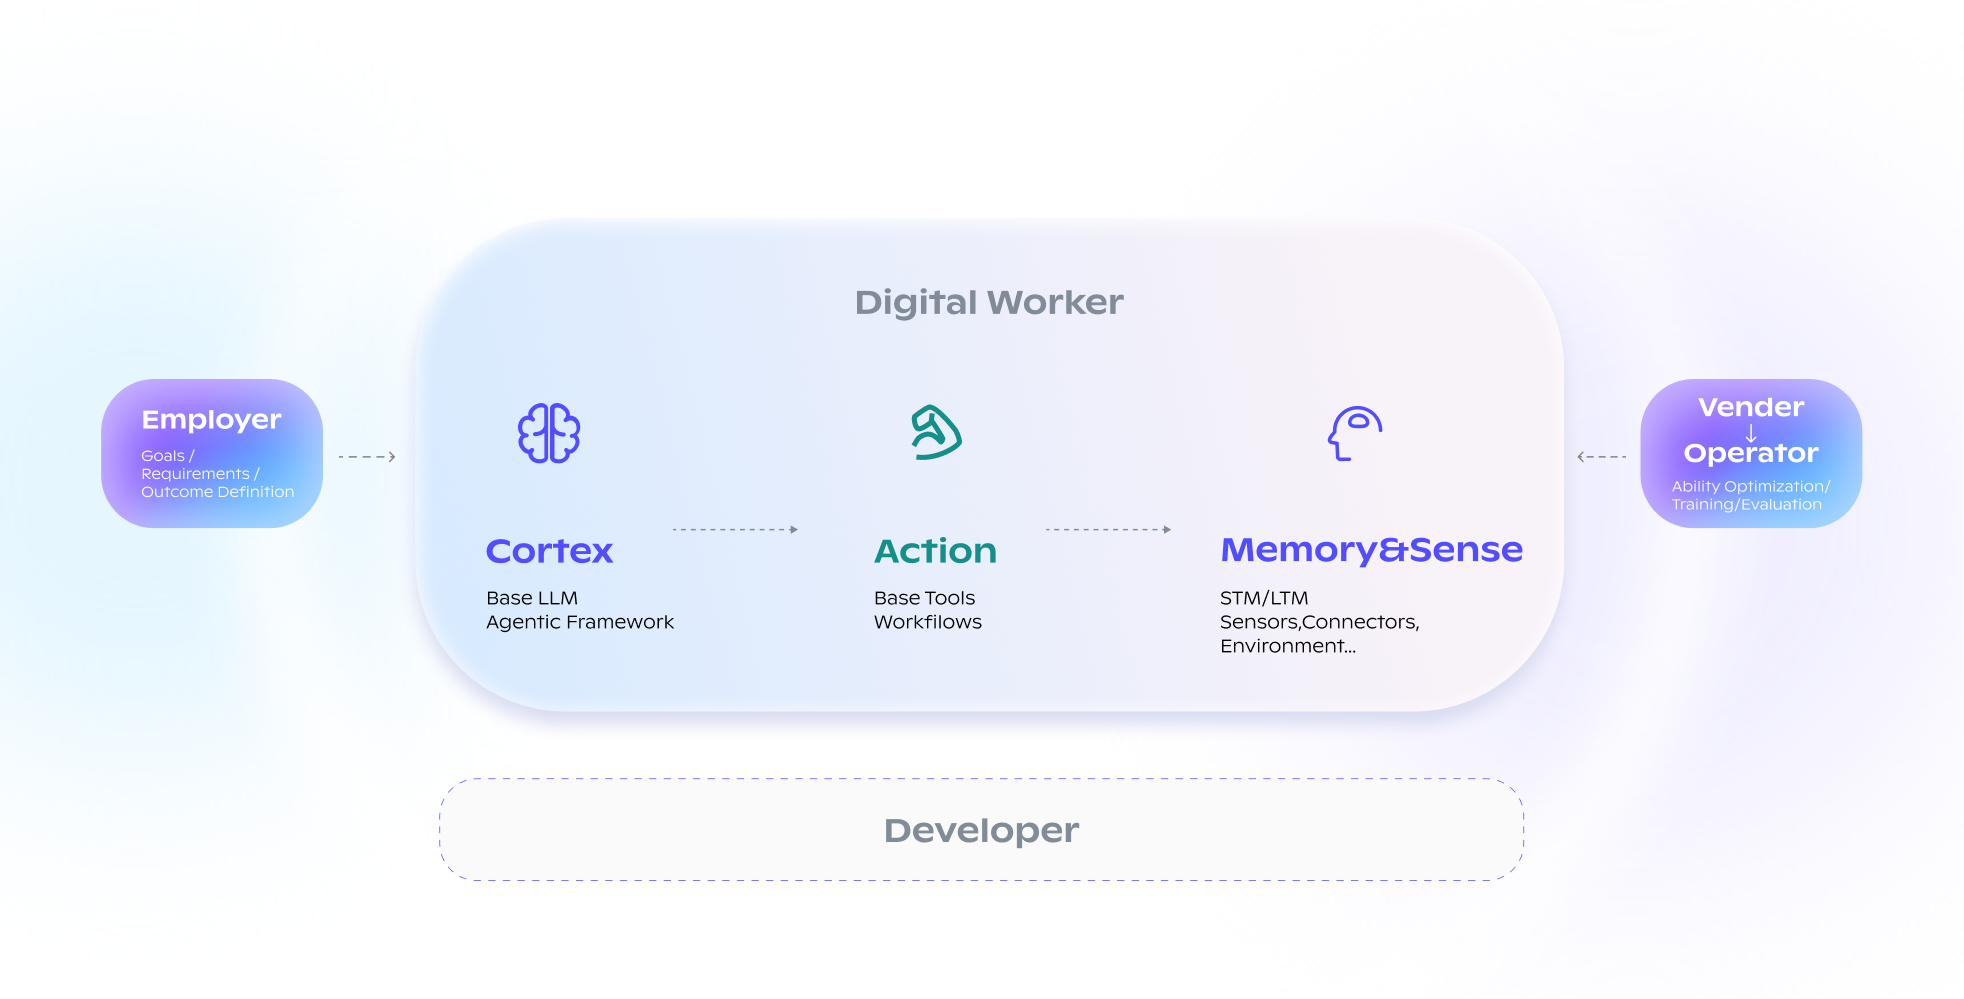 Digital Worker
Employer
Goals /
Requirements /
Outcome Definition
Cortex
Base LLM
Agentic Framework
Action
Base Tools
Workfilows
Memory&Sense
STM/LTM
Sensors,Connectors,
Environment...
Vender
↓
Operator
Ability Optimization/
Training/Evaluation
Developer